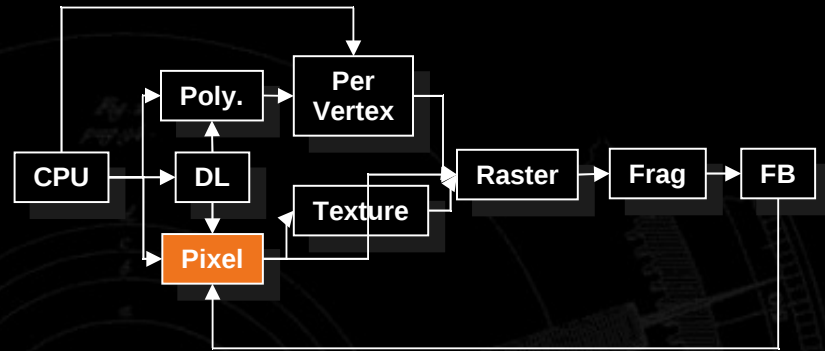 Per
Vertex
Poly.
CPU
DL
Texture
Raster
Frag
FB
Pixel